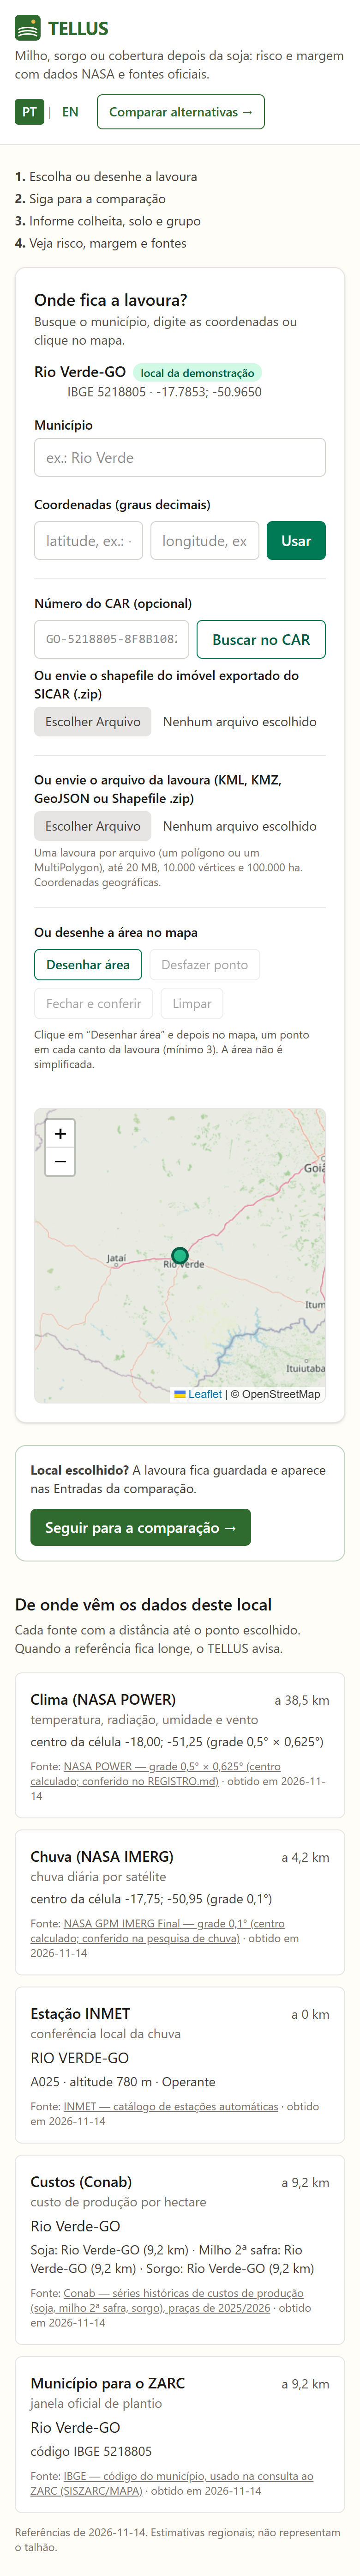 TELLUS
Milho, sorgo ou cobertura depois da soja: risco e margem
com dados NASA e fontes oficiais.
PT | EN Comparar alternativas →
1. Escolha ou desenhe a lavoura
2. Siga para a comparação
3. Informe colheita, solo e grupo
4. Veja risco, margem e fontes
Onde fica a lavoura?
Busque o município, digite as coordenadas ou
clique no mapa.
Rio Verde-GO local da demonstração
IBGE 5218805 · -17.7853; -50.9650
Município
ex.: Rio Verde
Coordenadas (graus decimais)
latitude, ex.: - longitude, ex Usar
Número do CAR (opcional)
GO-5218805-8F8B108 Buscar no CAR
Ou envie o shapefile do imóvel exportado do
SICAR (.zip)
Escolher Arquivo Nenhum arquivo escolhido
Ou envie o arquivo da lavoura (KML, KMZ,
GeoJSON ou Shapefile .zip)
Escolher Arquivo Nenhum arquivo escolhido
Uma lavoura por arquivo (um polígono ou um
MultiPolygon), até 20 MB, 10.000 vértices e 100.000 ha.
Coordenadas geográficas.
Ou desenhe a área no mapa
Desenhar área Desfazer ponto
Fechar e conferir Limpar
Clique em "Desenhar área" e depois no mapa, um ponto
em cada canto da lavoura (mínimo 3). A área não é
simplificada.
+
−
Goiâ
Jataí
Rio Verde
Itum
Ituiutaba
Leaflet | © OpenStreetMap
Local escolhido? A lavoura fica guardada e aparece
nas Entradas da comparação.
Seguir para a comparação →
De onde vêm os dados deste local
Cada fonte com a distância até o ponto escolhido.
Quando a referência fica longe, o TELLUS avisa.
Clima (NASA POWER) a 38,5 km
temperatura, radiação, umidade e vento
centro da célula -18,00; -51,25 (grade 0,5° × 0,625°)
Fonte: NASA POWER — grade 0,5° × 0,625° (centro
calculado; conferido no REGISTRO.md) · obtido em 2026-11-
14
Chuva (NASA IMERG) a 4,2 km
chuva diária por satélite
centro da célula -17,75; -50,95 (grade 0,1°)
Fonte: NASA GPM IMERG Final — grade 0,1° (centro
calculado; conferido na pesquisa de chuva) · obtido em
2026-11-14
Estação INMET a 0 km
conferência local da chuva
RIO VERDE-GO
A025 · altitude 780 m · Operante
Fonte: INMET — catálogo de estações automáticas · obtido
em 2026-11-14
Custos (Conab) a 9,2 km
custo de produção por hectare
Rio Verde-GO
Soja: Rio Verde-GO (9,2 km) · Milho 2ª safra: Rio
Verde-GO (9,2 km) · Sorgo: Rio Verde-GO (9,2 km)
Fonte: Conab — séries históricas de custos de produção
(soja, milho 2ª safra, sorgo), praças de 2025/2026 · obtido
em 2026-11-14
Município para o ZARC a 9,2 km
janela oficial de plantio
Rio Verde-GO
código IBGE 5218805
Fonte: IBGE — código do município, usado na consulta ao
ZARC (SISZARC/MAPA) · obtido em 2026-11-14
Referências de 2026-11-14. Estimativas regionais; não representam
o talhão.